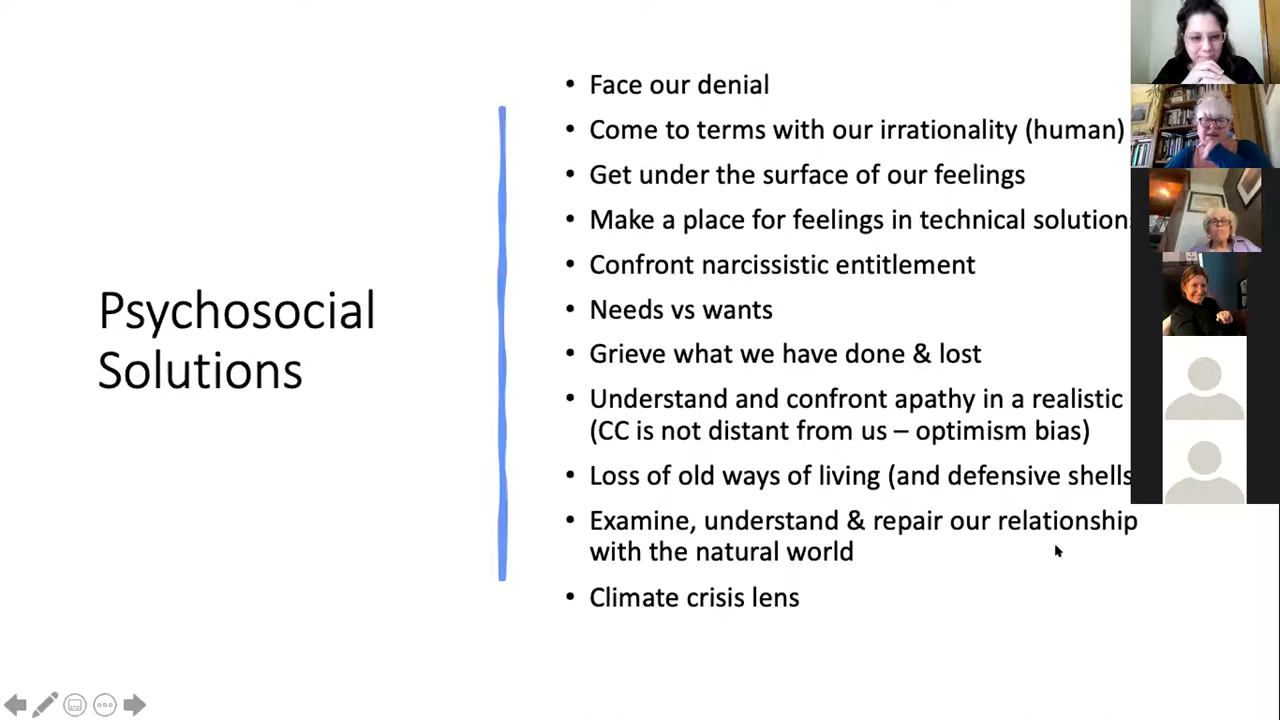 Psychosocial
Solutions
• Face our denial
• Come to terms with our irrationality (human)
• Get under the surface of our feelings
• Make a place for feelings in technical solutions
• Confront narcissistic entitlement
• Needs vs wants
• Grieve what we have done & lost
• Understand and confront apathy in a realistic
(CC is not distant from us – optimism bias)
• Loss of old ways of living (and defensive shells
• Examine, understand & repair our relationship
with the natural world
• Climate crisis lens